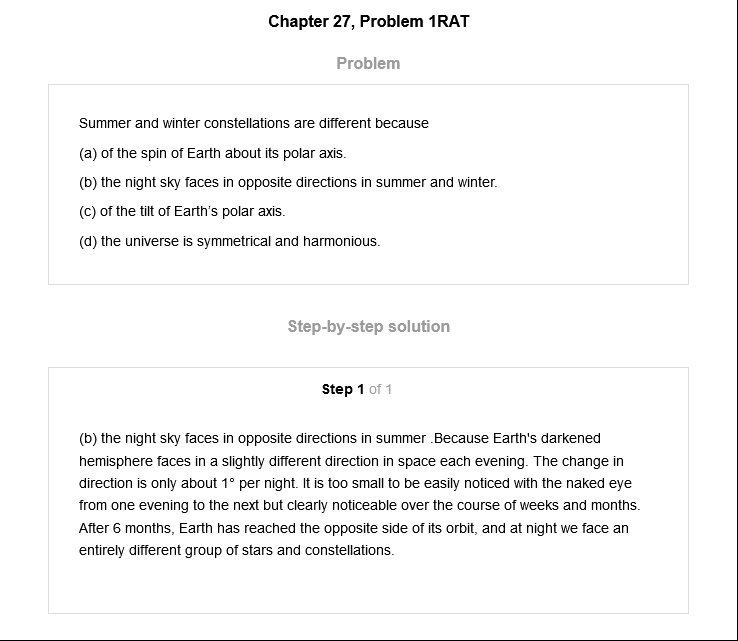 Chapter 27, Problem 1RAT
Problem
Summer and winter constellations are different because
(a) of the spin of Earth about its polar axis.
(b) the night sky faces in opposite directions in summer and winter.
(c) of the tilt of Earth's polar axis.
(d) the universe is symmetrical and harmonious.
Step-by-step solution
Step 1 of 1
(b) the night sky faces in opposite directions in summer .Because Earth's darkened
hemisphere faces in a slightly different direction in space each evening. The change in
direction is only about 1° per night. It is too small to be easily noticed with the naked eye
from one evening to the next but clearly noticeable over the course of weeks and months.
After 6 months, Earth has reached the opposite side of its orbit, and at night we face an
entirely different group of stars and constellations.